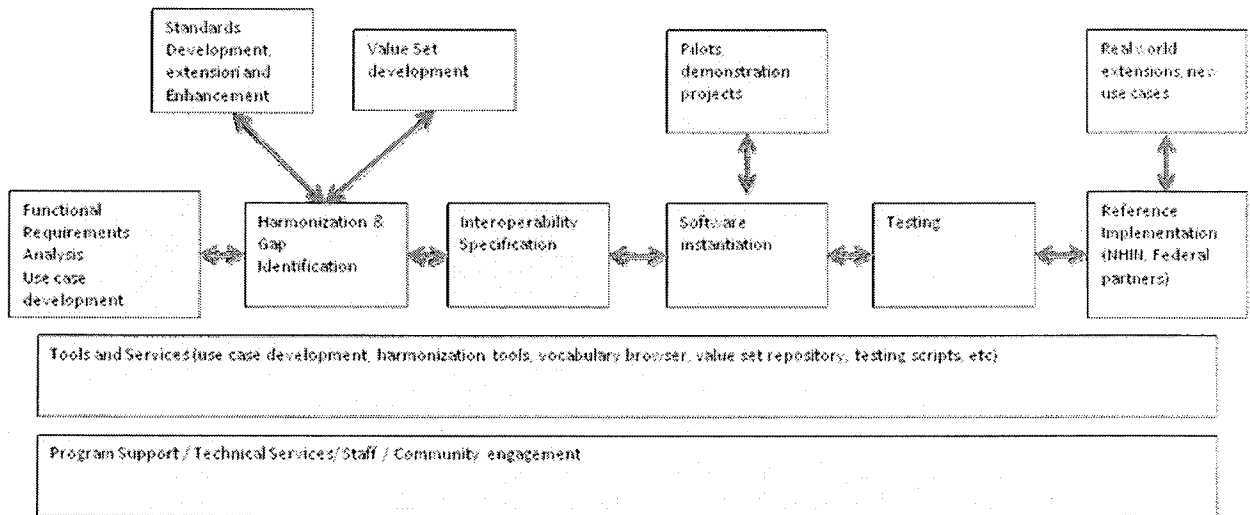 Standards
Development,
extension and
Enhancement
Value Set
development
Pilots,
demonstration
projects
Real world
extensions, new
use cases
Functional
Requirements
Analysis
Use case
development
Harmonization &
Gap
Identification
Interoperability
Specification
Software
instantiation
Testing
Reference
Implementation
(NHIN, Federal
partners)
Tools and Services (use case development, harmonization tools, vocabulary browser, value set repository, testing scripts, etc)
Program Support / Technical Services/ Staff / Community engagement